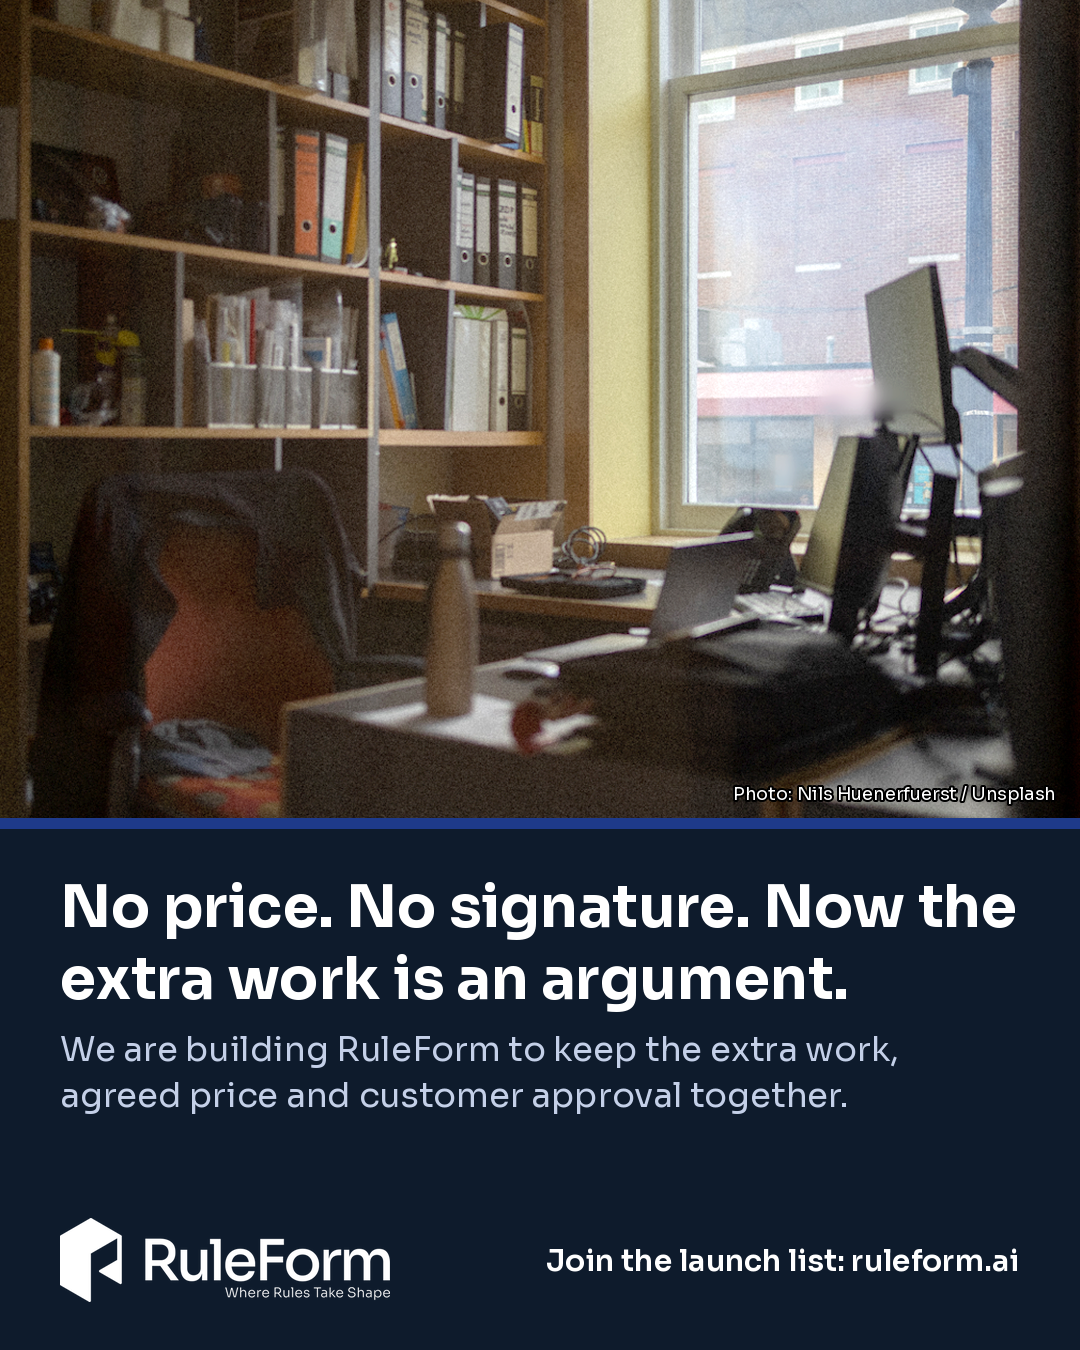 Photo: Nils Huenerfuerst / Unsplash
No price. No signature. Now the
extra work is an argument.
We are building RuleForm to keep the extra work,
agreed price and customer approval together.
RuleForm
Where Rules Take Shape
Join the launch list: ruleform.ai